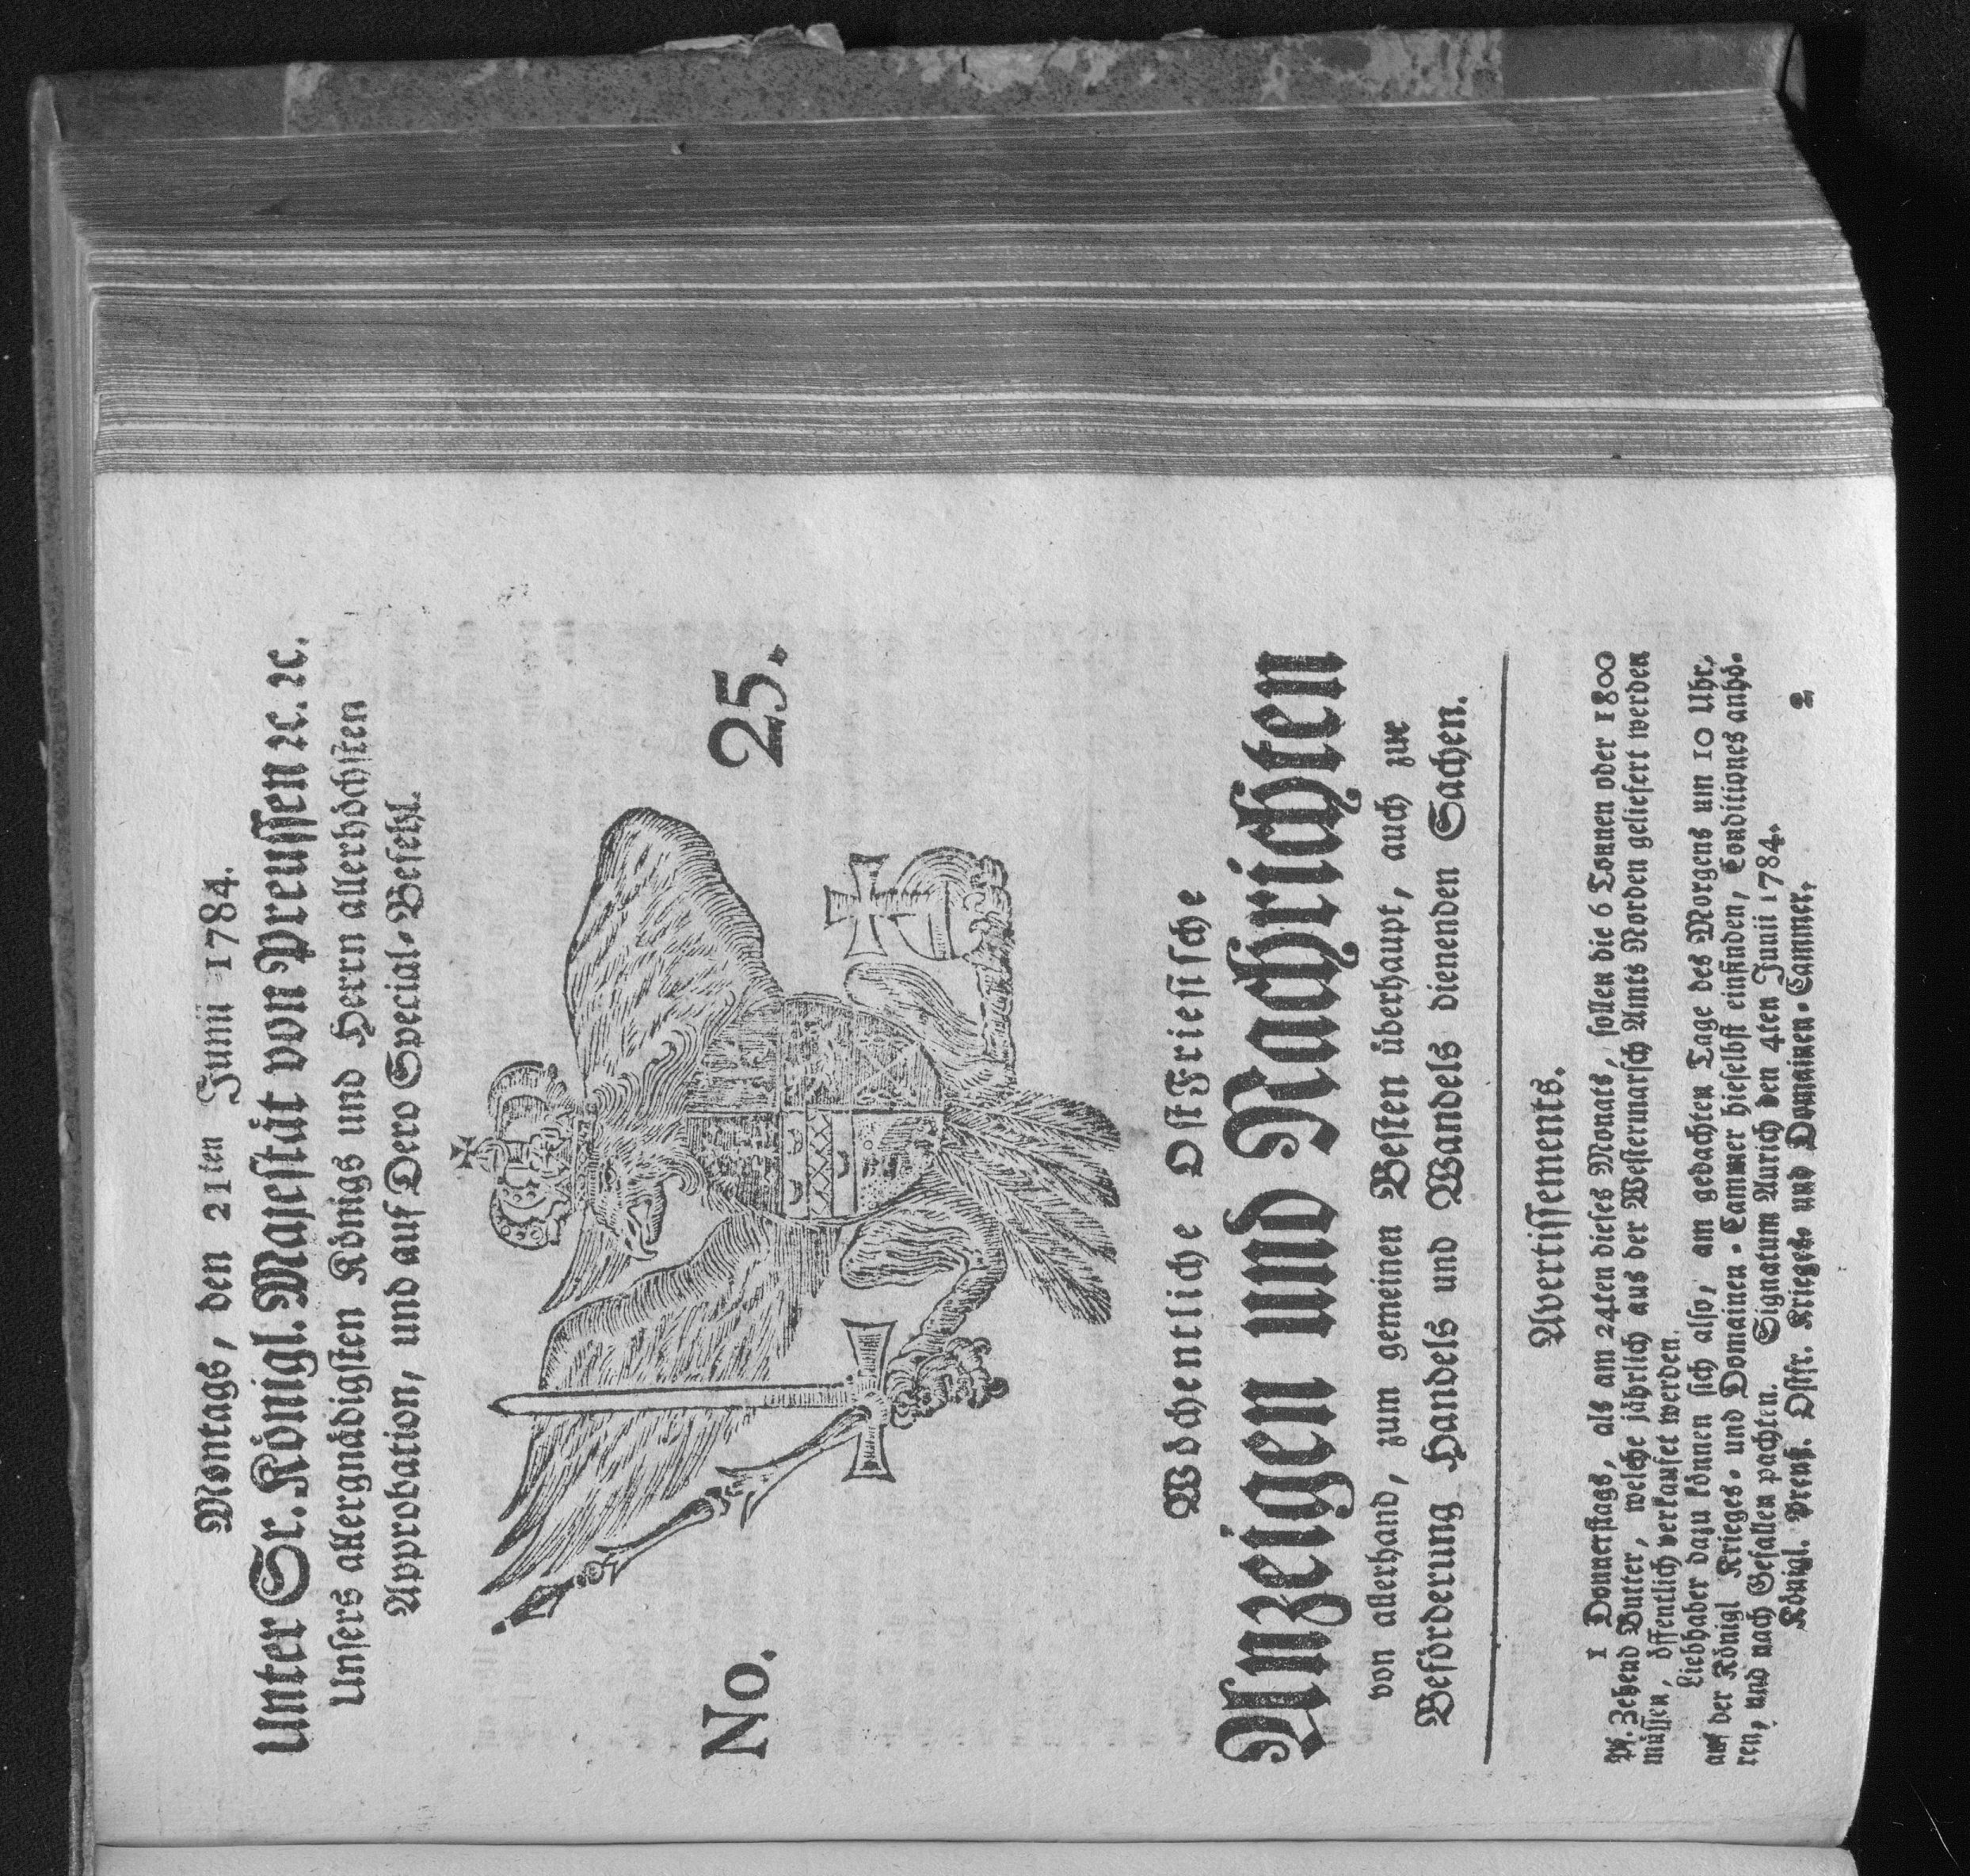 Montags, den 21ten Junii 1784.
Unter Sr. Königl. Majestät von Preussen ꝛc. ꝛc.
Unsers allergnädigsten Königs und Herrn allerhöchsten
Approbation, und auf Dero Special-Befehl.
No. 25.
Wöchentliche Ost Friesische
Anzeigen und Nachrichten
von allerhand, zum gemeinen Besten überhaupt, auch zur
Beförderung Handels und Wandels dienenden Sachen.
Avertissements.
1 Donnerstags, als am 24ten dieses Monats, sollen die 6 Tonnen oder 1800
Pf. Zehend Butter, welche jährlich aus der Westermarsch Amts Norden geliefert werden
müssen, öffentlich verkaufet werden.
Liebhaber dazu können sich also, am gedachten Tage des Morgens um 10 Uhr,
auf der Königl Krieges- und Domainen-Cammer hieselbst einfinden, Conditiones anhö-
ren, und nach Gefallen pachten. Signatum Aurich den 4ten Junii 1784.
Königl. Preuß. Ostfr. Krieges- und Domainen-Cammer.
2